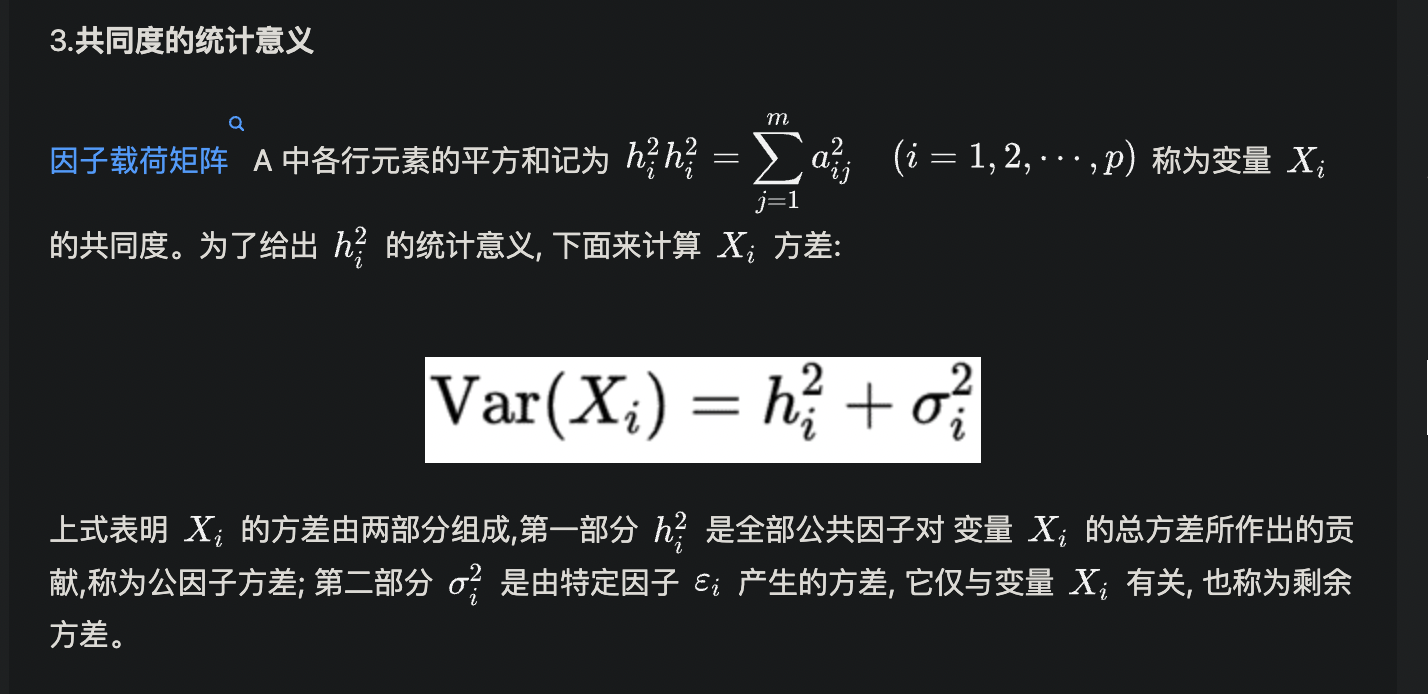 3.共同度的统计意义
因子载荷矩阵 A 中各行元素的平方和记为 $h_i^2 h_i^2 = \sum_{j=1}^{m} a_{ij}^2 \quad (i = 1, 2, \cdots, p)$ 称为变量 $X_i$
的共同度。为了给出 $h_i^2$ 的统计意义, 下面来计算 $X_i$ 方差:
$\mathrm{Var}(X_i) = h_i^2 + \sigma_i^2$
上式表明 $X_i$ 的方差由两部分组成,第一部分 $h_i^2$ 是全部公共因子对 变量 $X_i$ 的总方差所作出的贡
献,称为公因子方差; 第二部分 $\sigma_i^2$ 是由特定因子 $\varepsilon_i$ 产生的方差, 它仅与变量 $X_i$ 有关, 也称为剩余
方差。